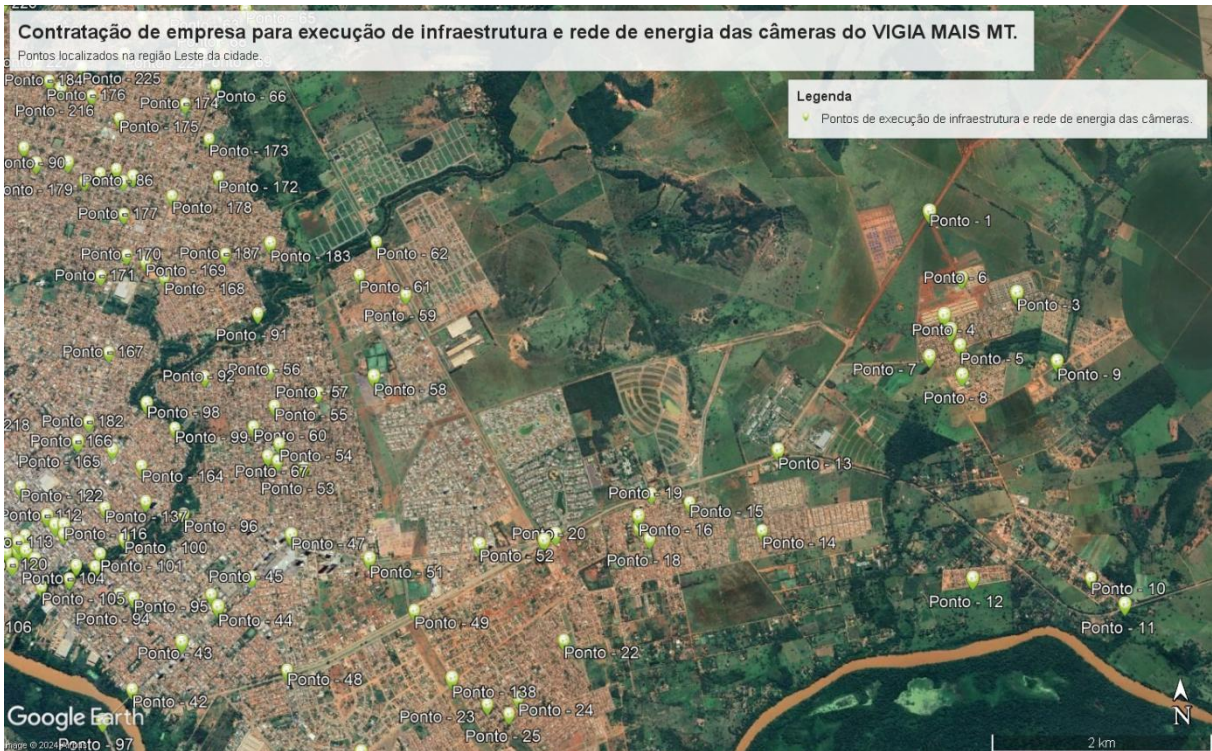 Ponto - 65
Contratação de empresa para execução de infraestrutura e rede de energia das câmeras do VIGIA MAIS MT.
Pontos localizados na região Leste da cidade.
Legenda
Pontos de execução de infraestrutura e rede de energia das câmeras.
Ponto - 184
Ponto - 225
Ponto - 176
Ponto - 66
Ponto - 174
Ponto - 216
Ponto - 175
Ponto - 173
Ponto - 90
Ponto - 86
Ponto - 179
Ponto - 172
Ponto - 178
Ponto - 177
Ponto - 1
Ponto - 170
Ponto - 187
Ponto - 183
Ponto - 62
Ponto - 169
Ponto - 171
Ponto - 168
Ponto - 61
Ponto - 6
Ponto - 59
Ponto - 3
Ponto - 91
Ponto - 4
Ponto - 167
Ponto - 5
Ponto - 56
Ponto - 7
Ponto - 9
Ponto - 92
Ponto - 58
Ponto - 57
Ponto - 8
Ponto - 98
Ponto - 55
Ponto - 182
218
Ponto - 99
Ponto - 60
Ponto - 166
Ponto - 54
Ponto - 165
Ponto - 67
Ponto - 13
Ponto - 164
Ponto - 53
Ponto - 122
Ponto - 19
Ponto - 15
Ponto - 112
Ponto - 137
Ponto - 96
Ponto - 16
Ponto - 116
Ponto - 20
Ponto - 113
Ponto - 100
Ponto - 47
Ponto - 14
Ponto - 52
Ponto - 18
Ponto - 120
Ponto - 101
Ponto - 51
Ponto - 104
Ponto - 45
Ponto - 10
Ponto - 105
Ponto - 95
Ponto - 12
Ponto - 94
Ponto - 44
Ponto - 49
106
Ponto - 11
Ponto - 43
Ponto - 22
Ponto - 48
Ponto - 138
Ponto - 42
Ponto - 23
Ponto - 24
Google Earth
Ponto - 25
N
Ponto - 97
2 km